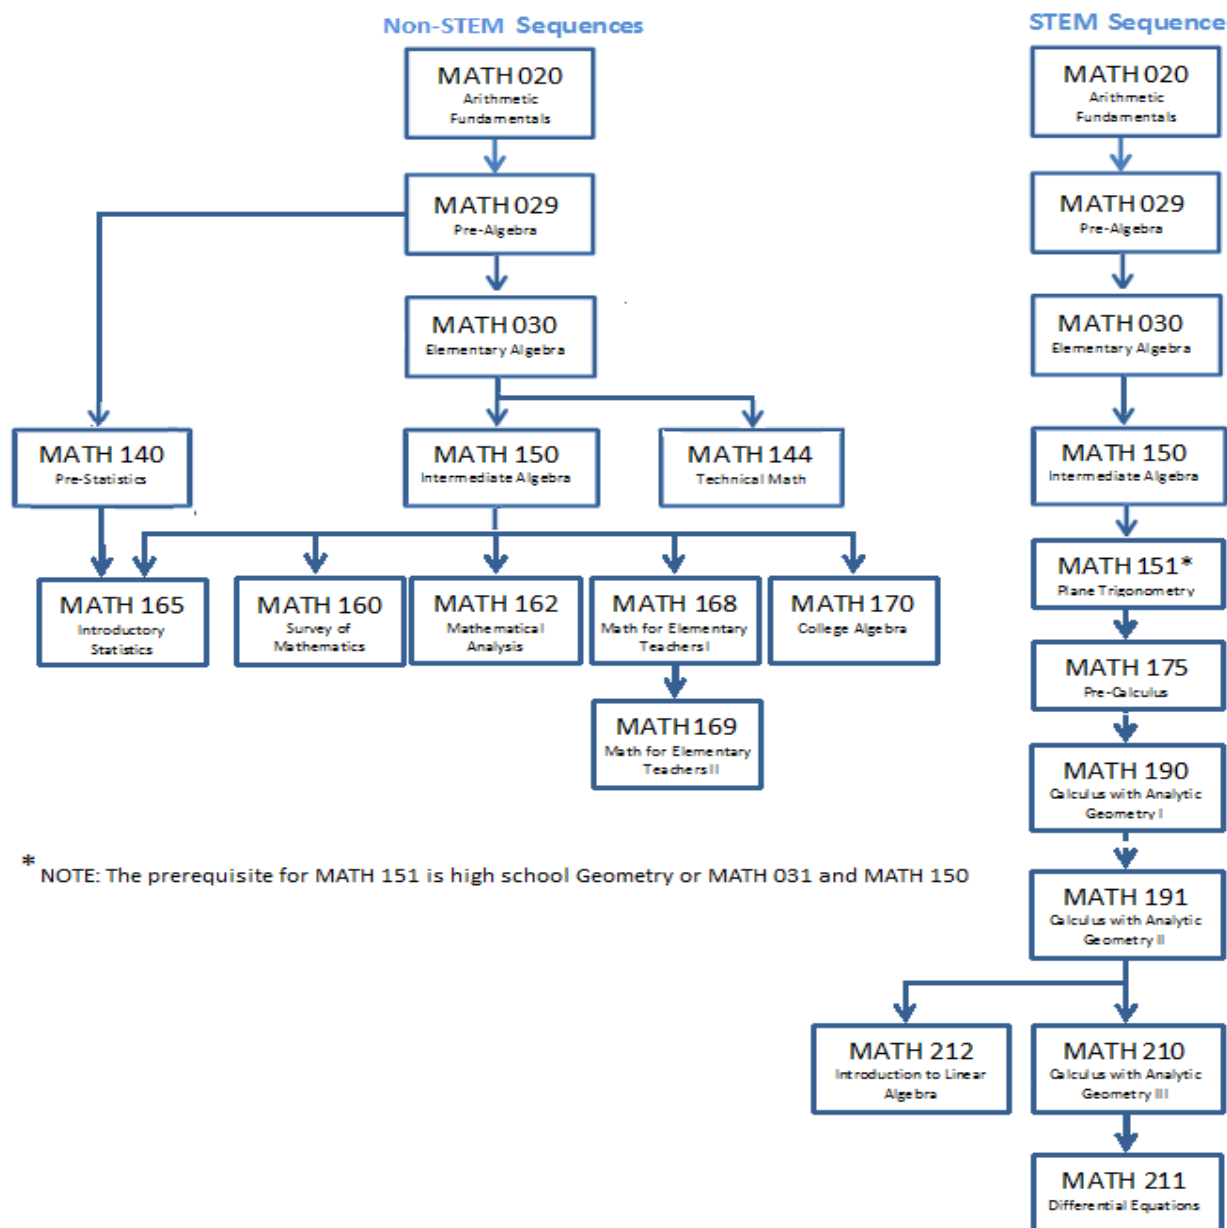 Non-STEM Sequences
MATH 020
Arithmetic
Fundamentals
MATH 029
Pre-Algebra
MATH 030
Elementary Algebra
MATH 140
Pre-Statistics
MATH 150
Intermediate Algebra
MATH 144
Technical Math
MATH 165
Introductory
Statistics
MATH 160
Survey of
Mathematics
MATH 162
Mathematical
Analysis
MATH 168
Math for Elementary
Teachers I
MATH 170
College Algebra
MATH 169
Math for Elementary
Teachers II
* NOTE: The prerequisite for MATH 151 is high school Geometry or MATH 031 and MATH 150
STEM Sequence
MATH 020
Arithmetic
Fundamentals
MATH 029
Pre-Algebra
MATH 030
Elementary Algebra
MATH 150
Intermediate Algebra
MATH 151*
Plane Trigonometry
MATH 175
Pre-Calculus
MATH 190
Calculus with Analytic
Geometry I
MATH 191
Calculus with Analytic
Geometry II
MATH 212
Introduction to Linear
Algebra
MATH 210
Calculus with Analytic
Geometry III
MATH 211
Differential Equations